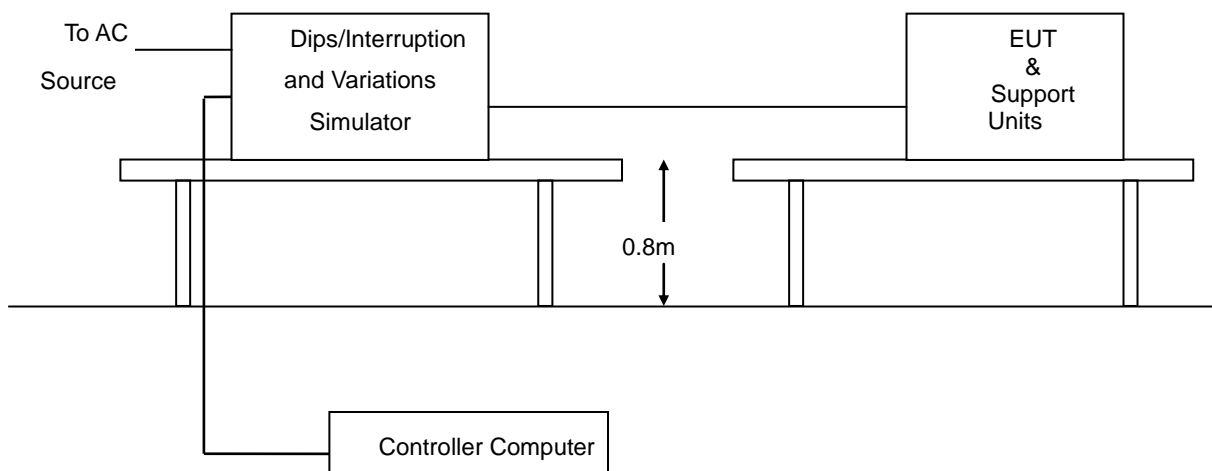 To AC
Source
Dips/Interruption
and Variations
Simulator
EUT
&
Support
Units
0.8m
Controller Computer